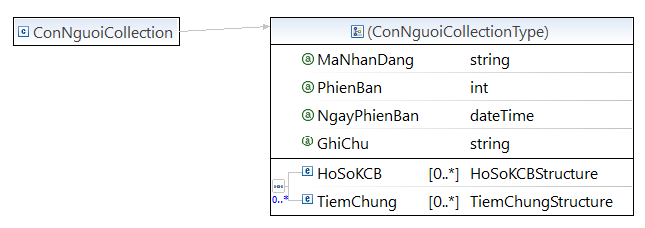 ConNguoiCollection
(ConNguoiCollectionType)
MaNhanDang string
PhienBan int
NgayPhienBan dateTime
GhiChu string
HoSoKCB [0..*] HoSoKCBStructure
0..*
TiemChung [0..*] TiemChungStructure